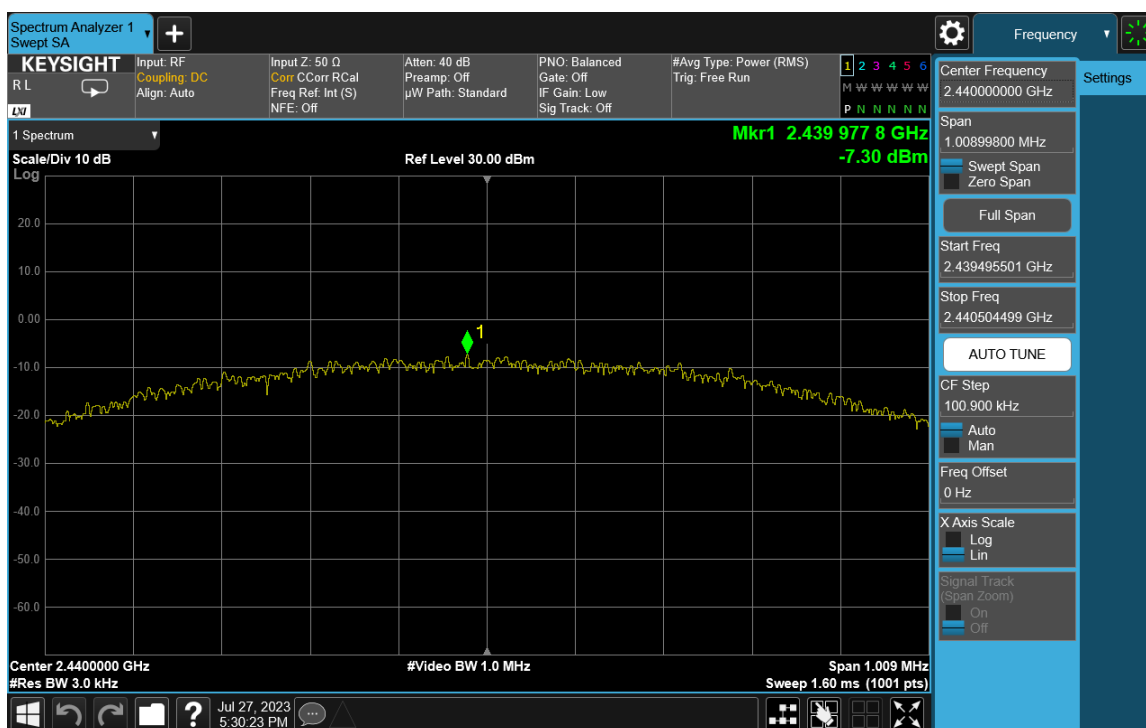 Spectrum Analyzer 1
Swept SA
+
Frequency
KEYSIGHT
R L
LXI
Input: RF
Coupling: DC
Align: Auto
Input Z: 50 Ω
Corr CCorr RCal
Freq Ref: Int (S)
NFE: Off
Atten: 40 dB
Preamp: Off
µW Path: Standard
PNO: Balanced
Gate: Off
IF Gain: Low
Sig Track: Off
#Avg Type: Power (RMS)
Trig: Free Run
1 2 3 4 5 6
M W W W W W
P N N N N N
1 Spectrum
Scale/Div 10 dB
Log
Ref Level 30.00 dBm
Mkr1 2.439 977 8 GHz
-7.30 dBm
20.0
10.0
0.00
-10.0
-20.0
-30.0
-40.0
-50.0
-60.0
1
Center 2.4400000 GHz
#Res BW 3.0 kHz
#Video BW 1.0 MHz
Span 1.009 MHz
Sweep 1.60 ms (1001 pts)
Center Frequency
2.440000000 GHz
Settings
Span
1.00899800 MHz
Swept Span
Zero Span
Full Span
Start Freq
2.439495501 GHz
Stop Freq
2.440504499 GHz
AUTO TUNE
CF Step
100.900 kHz
Auto
Man
Freq Offset
0 Hz
X Axis Scale
Log
Lin
Signal Track
(Span Zoom)
On
Off
?
Jul 27, 2023
5:30:23 PM